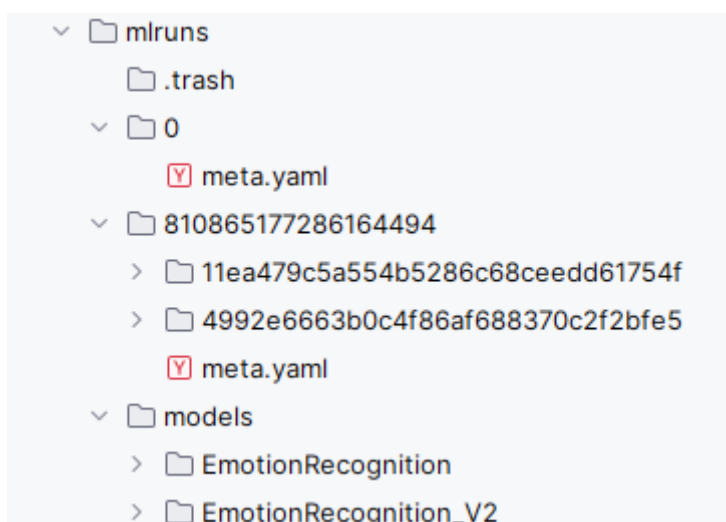 mlruns
.trash
0
meta.yaml
810865177286164494
11ea479c5a554b5286c68ceedd61754f
4992e6663b0c4f86af688370c2f2bfe5
meta.yaml
models
EmotionRecognition
EmotionRecognition_V2